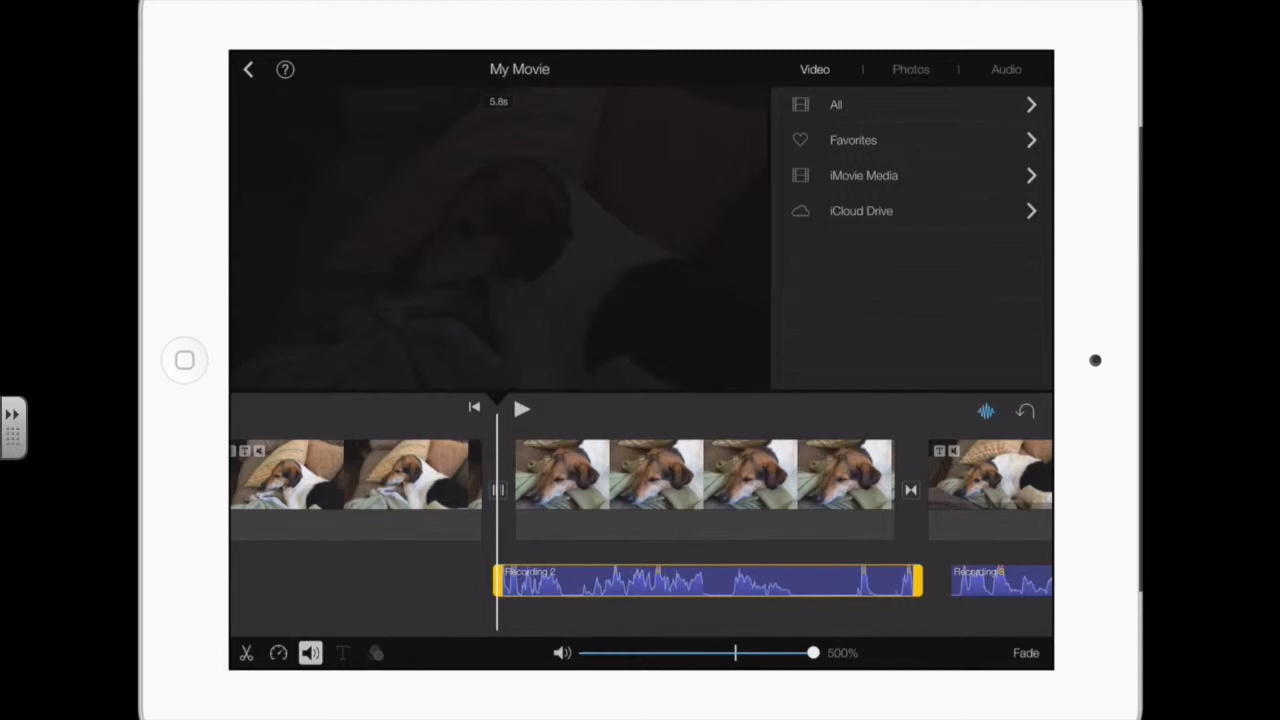 My Movie
Video
Photos
Audio
5.8s
All
Favorites
iMovie Media
iCloud Drive
T
T
Recording 2
Recording 3
T
500%
Fade